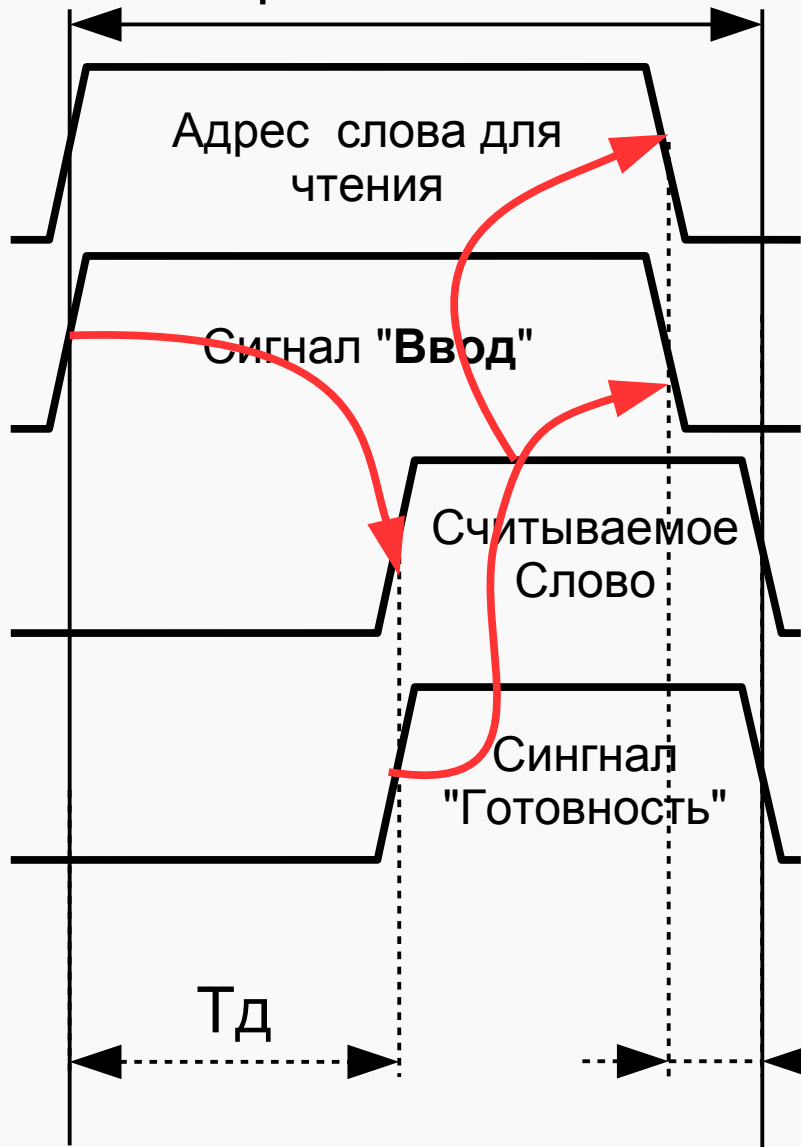 Адрес слова для
чтения
Сигнал "Ввод"
Считываемое
Слово
Сингнал
"Готовность"
Тд